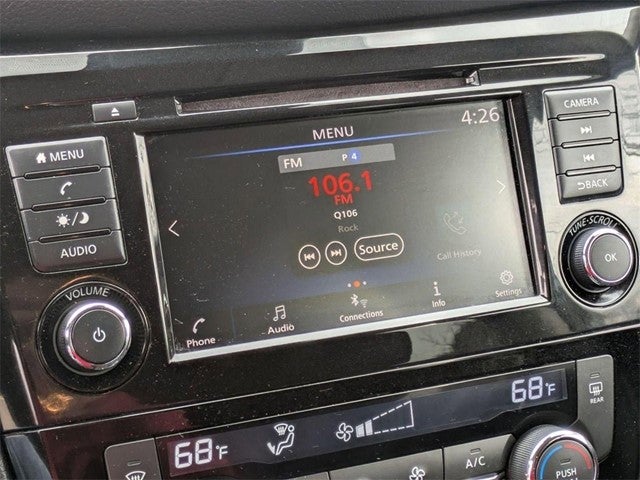 MENU
4:26
FM P 4
106.1
FM
Q106
Rock
Source
Call History
Phone
Audio
Connections
Info
Settings
MENU
AUDIO
VOLUME
CAMERA
BACK
TUNE·SCROLL
OK
68°F
68°F
REAR
A/C
PUSH